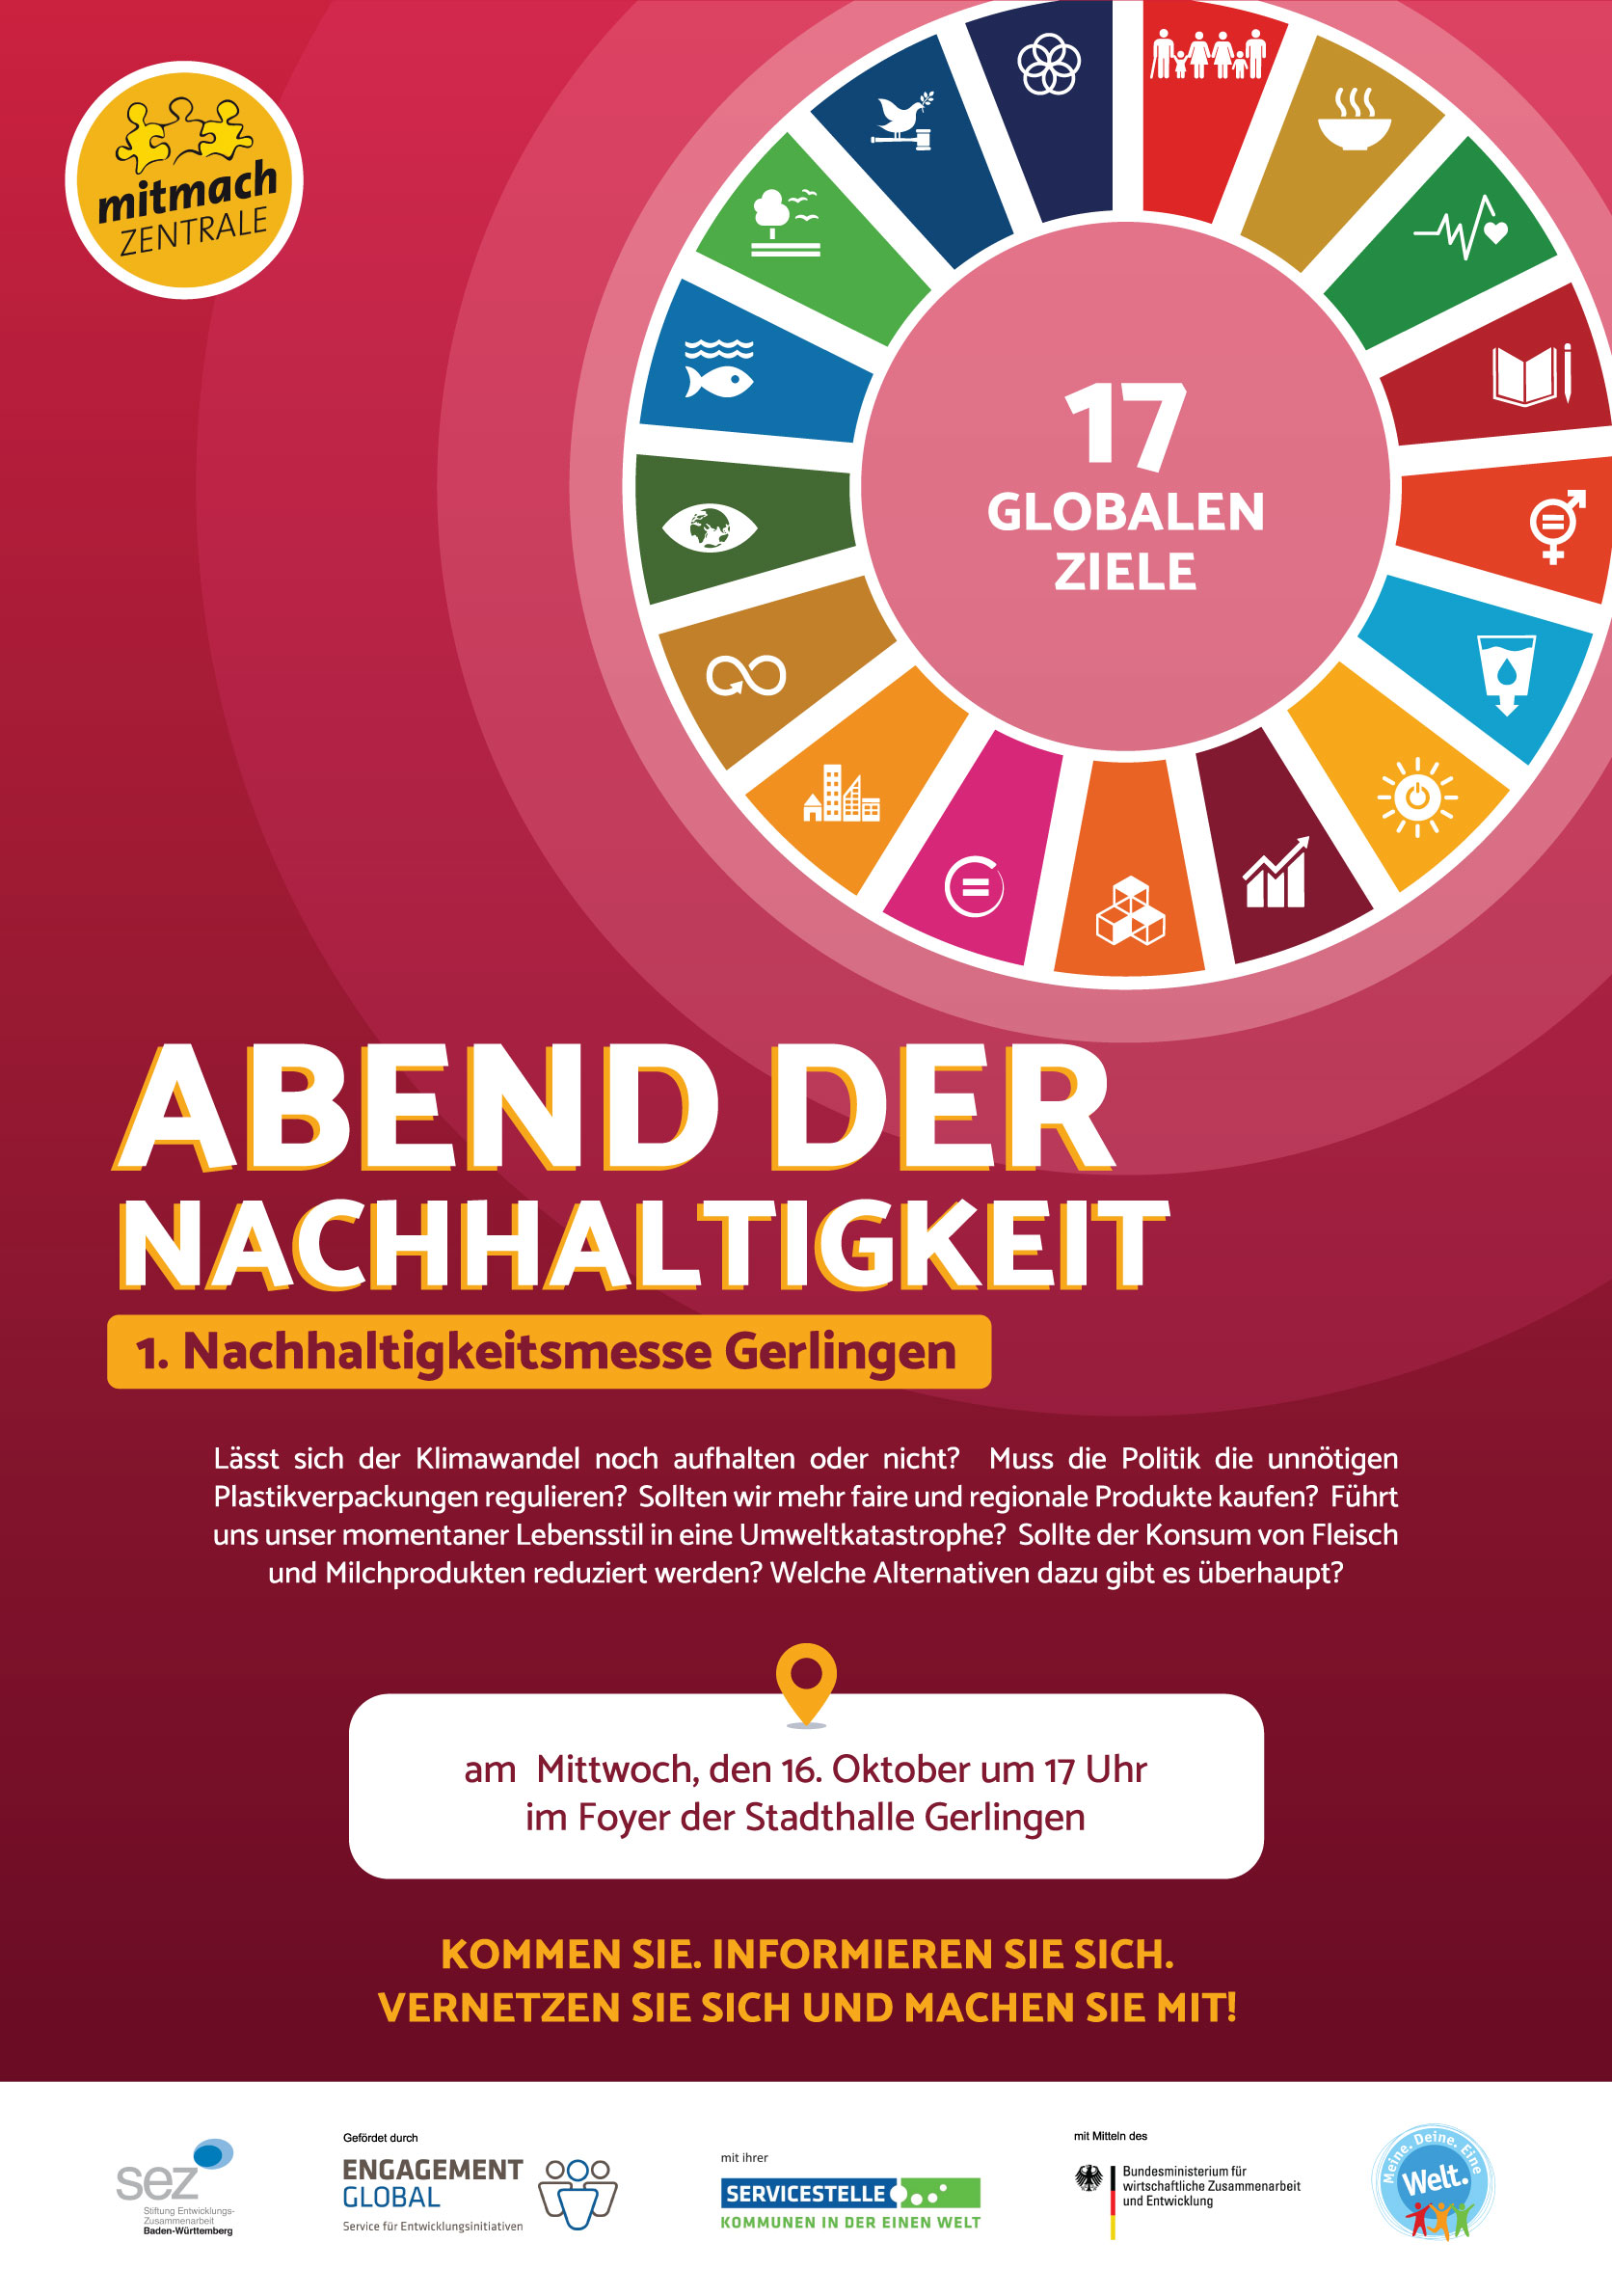 mitmach
ZENTRALE
17
GLOBALEN
ZIELE
ABEND DER
NACHHALTIGKEIT
1. Nachhaltigkeitsmesse Gerlingen
Lässt sich der Klimawandel noch aufhalten oder nicht? Muss die Politik die unnötigen
Plastikverpackungen regulieren? Sollten wir mehr faire und regionale Produkte kaufen? Führt
uns unser momentaner Lebensstil in eine Umweltkatastrophe? Sollte der Konsum von Fleisch
und Milchprodukten reduziert werden? Welche Alternativen dazu gibt es überhaupt?
am Mittwoch, den 16. Oktober um 17 Uhr
im Foyer der Stadthalle Gerlingen
KOMMEN SIE. INFORMIEREN SIE SICH.
VERNETZEN SIE SICH UND MACHEN SIE MIT!
sez
Stiftung Entwicklungs-
Zusammenarbeit
Baden-Württemberg
Gefördet durch
ENGAGEMENT
GLOBAL
Service für Entwicklungsinitiativen
mit ihrer
SERVICESTELLE
KOMMUNEN IN DER EINEN WELT
mit Mitteln des
Bundesministerium für
wirtschaftliche Zusammenarbeit
und Entwicklung
Meine. Deine. Eine
Welt.